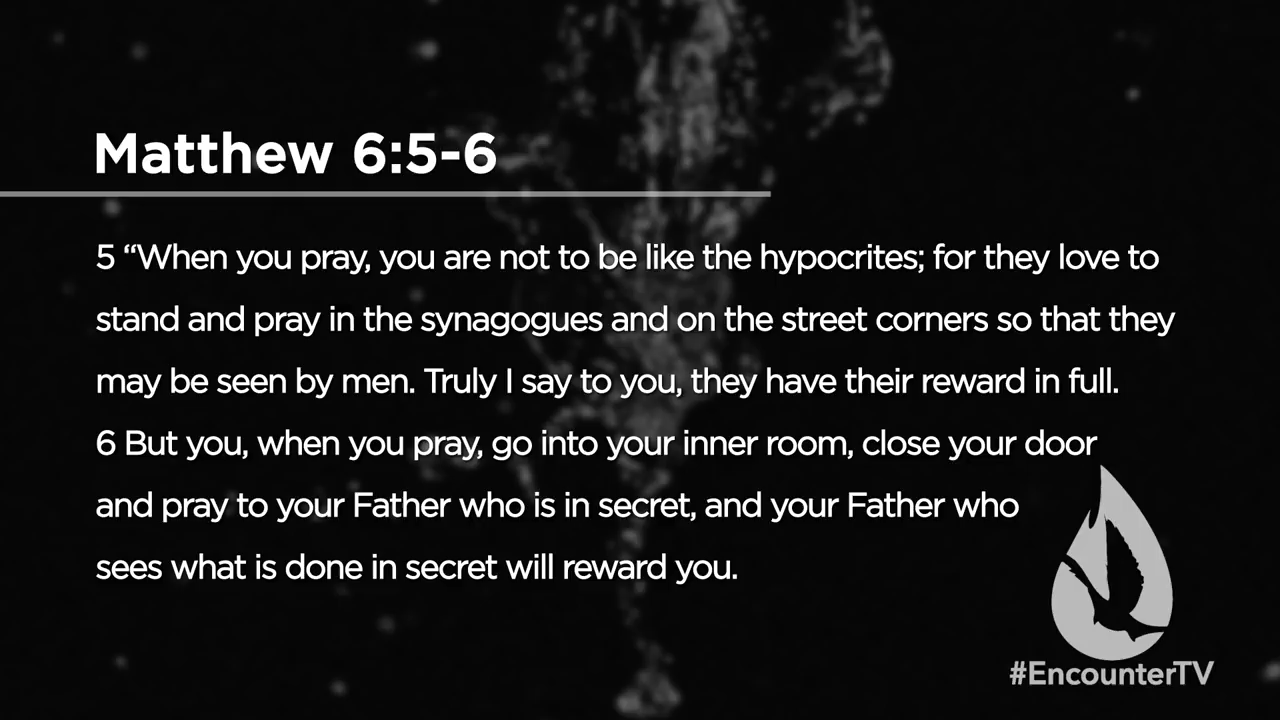 Matthew 6:5-6
5 “When you pray, you are not to be like the hypocrites; for they love to
stand and pray in the synagogues and on the street corners so that they
may be seen by men. Truly I say to you, they have their reward in full.
6 But you, when you pray, go into your inner room, close your door
and pray to your Father who is in secret, and your Father who
sees what is done in secret will reward you.
#EncounterTV